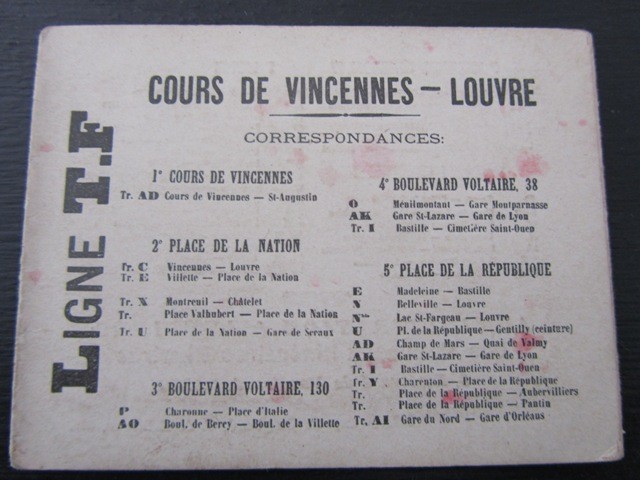 LIGNE T.F
COURS DE VINCENNES — LOUVRE
CORRESPONDANCES:
1° COURS DE VINCENNES
Tr. AD Cours de Vincennes — St-Augustin
2° PLACE DE LA NATION
Tr. C Vincennes — Louvre
Tr. E Villette — Place de la Nation
Tr. X Montreuil — Châtelet
Tr. Place Valhubert — Place de la Nation
Tr. U Place de la Nation — Gare de Sceaux
3° BOULEVARD VOLTAIRE, 130
P Charonne — Place d'Italie
AO Boul. de Bercy — Boul. de la Villette
4° BOULEVARD VOLTAIRE, 38
O Ménilmontant — Gare Montparnasse
AK Gare St-Lazare — Gare de Lyon
Tr. I Bastille — Cimetière Saint-Ouen
5° PLACE DE LA RÉPUBLIQUE
E Madeleine — Bastille
N Belleville — Louvre
Nbis Lac St-Fargeau — Louvre
U Pl. de la République — Gentilly (ceinture)
AD Champ de Mars — Quai de Valmy
AK Gare St-Lazare — Gare de Lyon
Tr. I Bastille — Cimetière Saint-Ouen
Tr. Y Charenton — Place de la République
Tr. Place de la République — Aubervilliers
Tr. Place de la République — Pantin
Tr. AI Gare du Nord — Gare d'Orléans